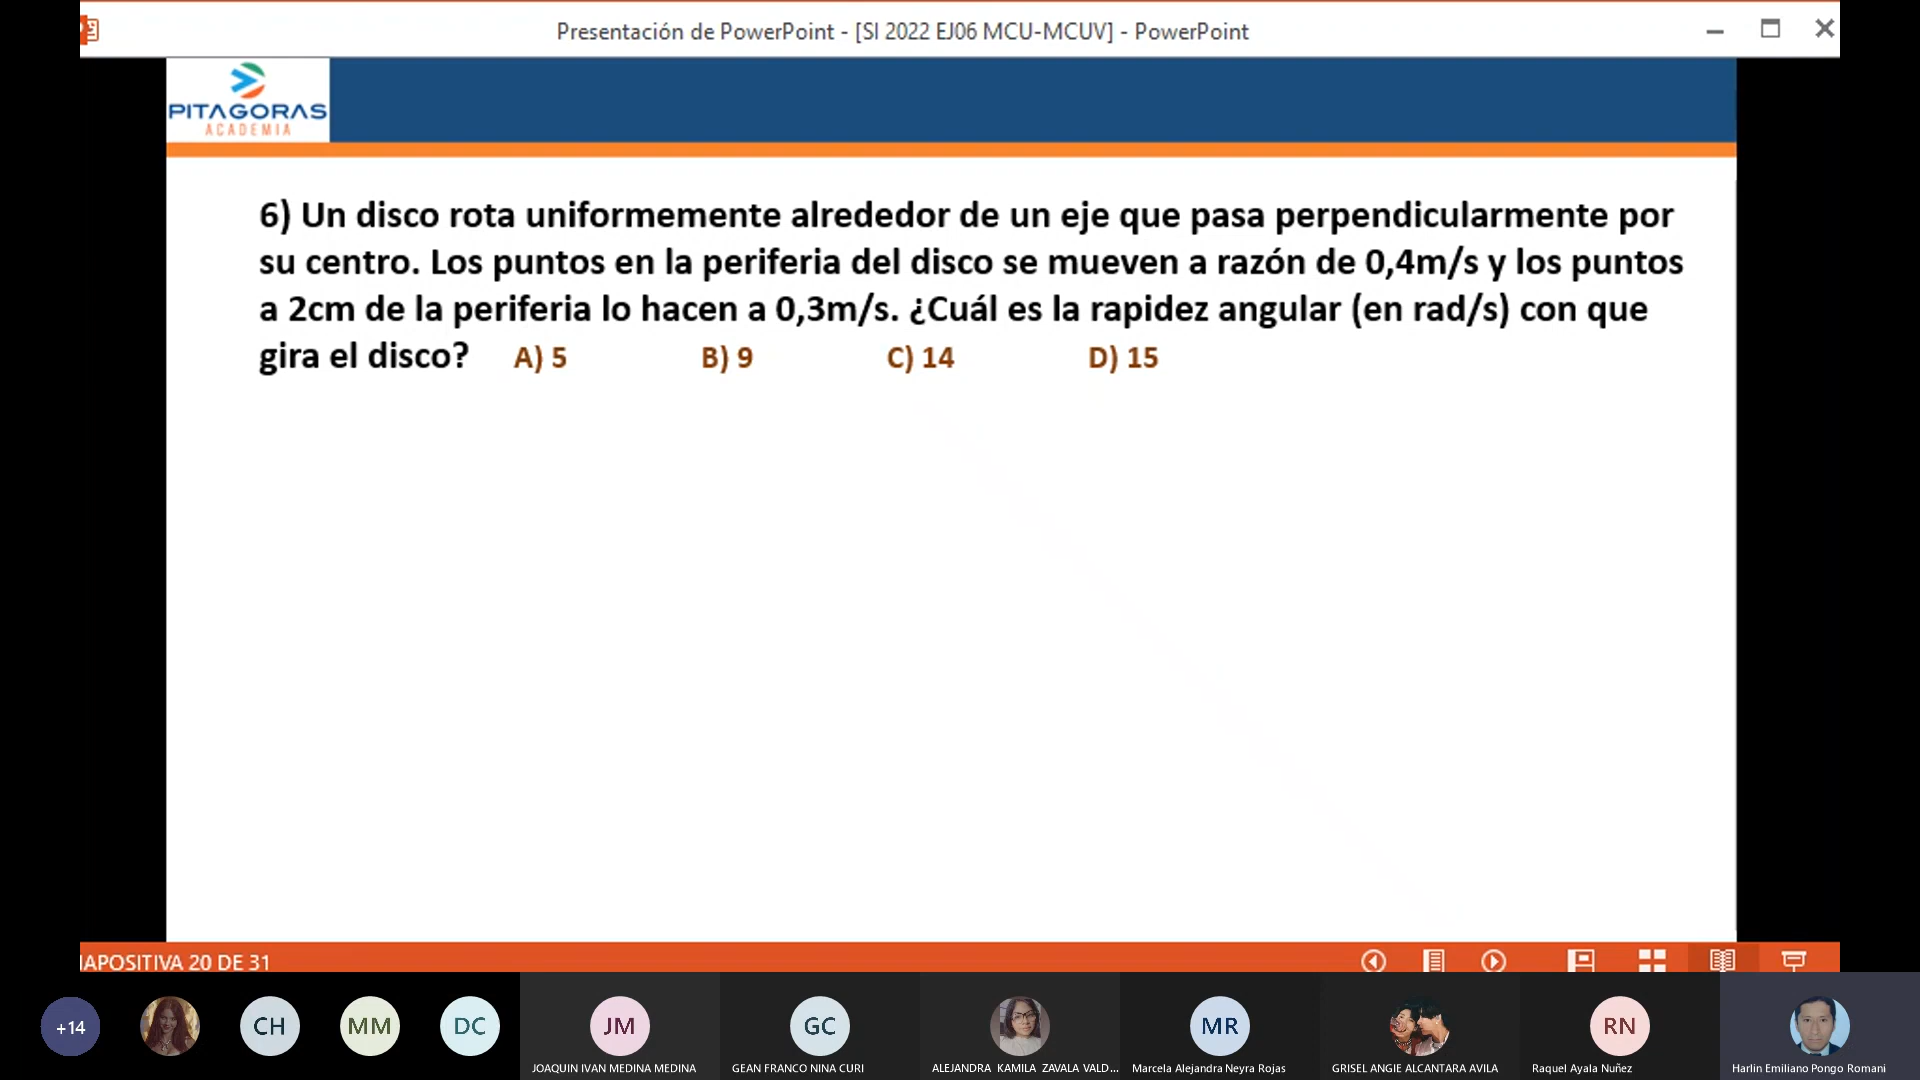 Presentación de PowerPoint - [SI 2022 EJ06 MCU-MCUV] - PowerPoint
PITAGORAS
ACADEMIA
6) Un disco rota uniformemente alrededor de un eje que pasa perpendicularmente por
su centro. Los puntos en la periferia del disco se mueven a razón de 0,4m/s y los puntos
a 2cm de la periferia lo hacen a 0,3m/s. ¿Cuál es la rapidez angular (en rad/s) con que
gira el disco? A) 5 B) 9 C) 14 D) 15
IAPOSITIVA 20 DE 31
+14 CH MM DC JM GC MR RN
JOAQUIN IVAN MEDINA MEDINA GEAN FRANCO NINA CURI ALEJANDRA KAMILA ZAVALA VALD... Marcela Alejandra Neyra Rojas GRISEL ANGIE ALCANTARA AVILA Raquel Ayala Nuñez Harlin Emiliano Pongo Romani